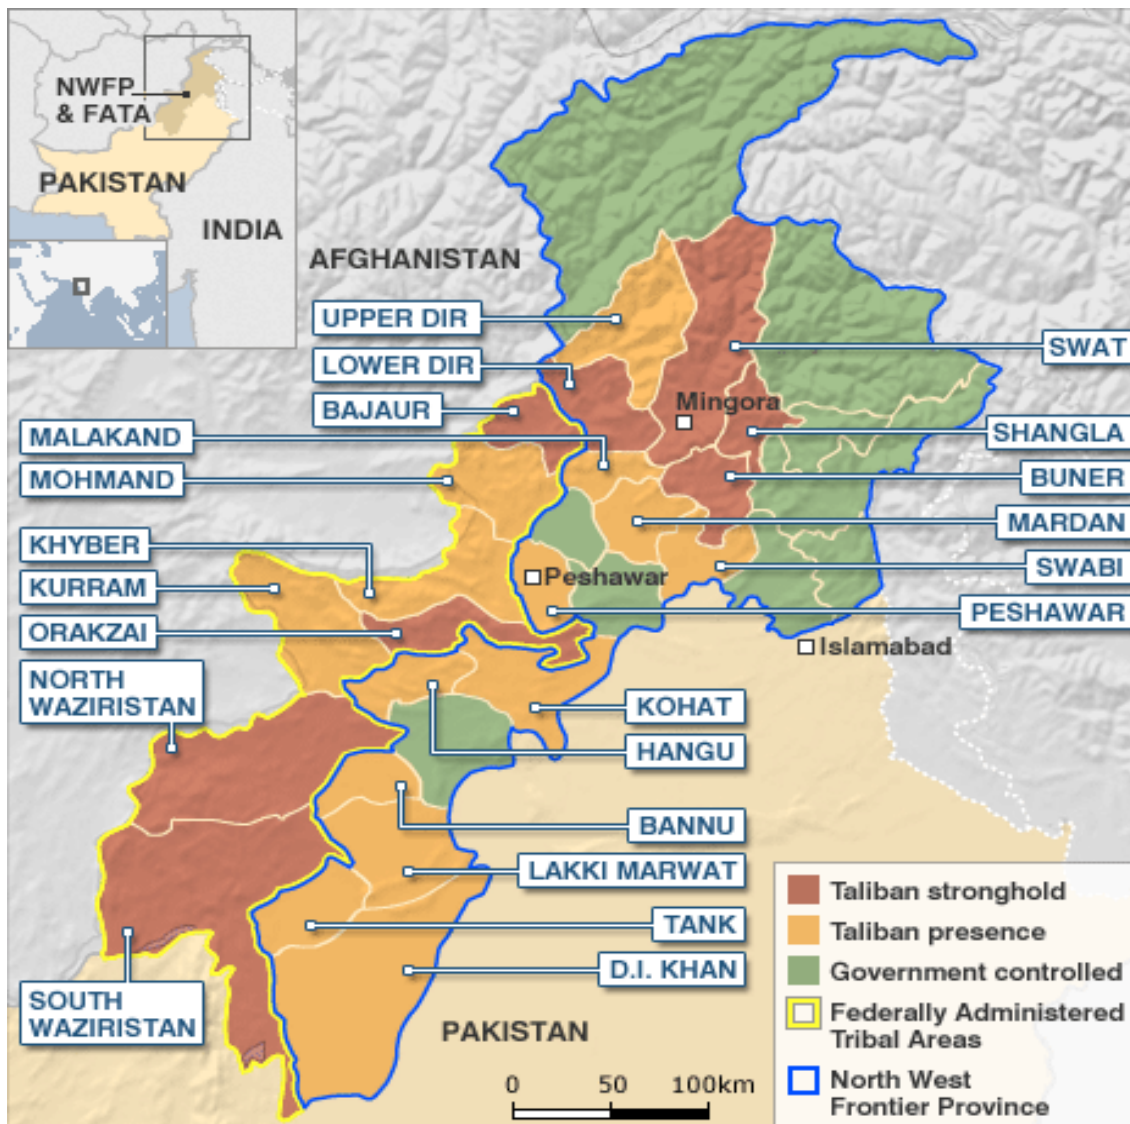 NWFP
& FATA
PAKISTAN
INDIA
AFGHANISTAN
UPPER DIR
LOWER DIR
BAJAUR
MALAKAND
MOHMAND
KHYBER
KURRAM
ORAKZAI
NORTH
WAZIRISTAN
SOUTH
WAZIRISTAN
SWAT
Mingora
SHANGLA
BUNER
MARDAN
SWABI
Peshawar
PESHAWAR
Islamabad
KOHAT
HANGU
BANNU
LAKKI MARWAT
TANK
D.I. KHAN
PAKISTAN
0 50 100km
Taliban stronghold
Taliban presence
Government controlled
Federally Administered
Tribal Areas
North West
Frontier Province